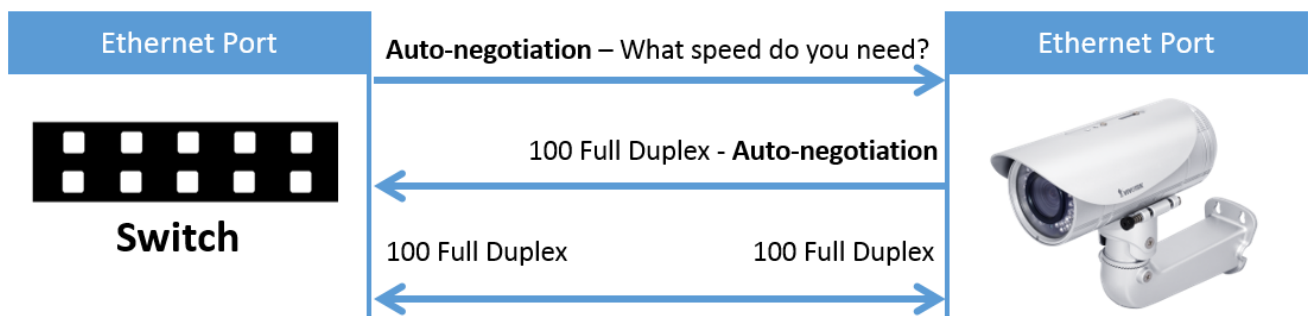 Ethernet Port
Auto-negotiation – What speed do you need?
Ethernet Port
100 Full Duplex - Auto-negotiation
Switch
100 Full Duplex
100 Full Duplex
VIVOTEK